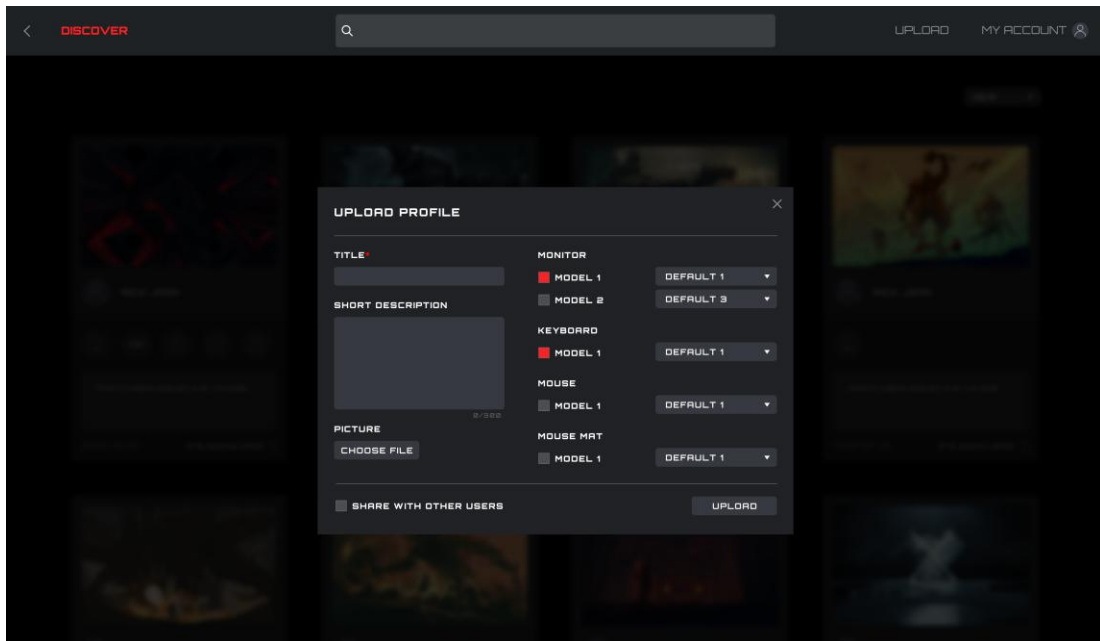 DISCOVER
UPLOAD
MY ACCOUNT
UPLOAD PROFILE
TITLE*
SHORT DESCRIPTION
0/300
PICTURE
CHOOSE FILE
MONITOR
MODEL 1 DEFAULT 1
MODEL 2 DEFAULT 3
KEYBOARD
MODEL 1 DEFAULT 1
MOUSE
MODEL 1 DEFAULT 1
MOUSE MAT
MODEL 1 DEFAULT 1
SHARE WITH OTHER USERS
UPLOAD